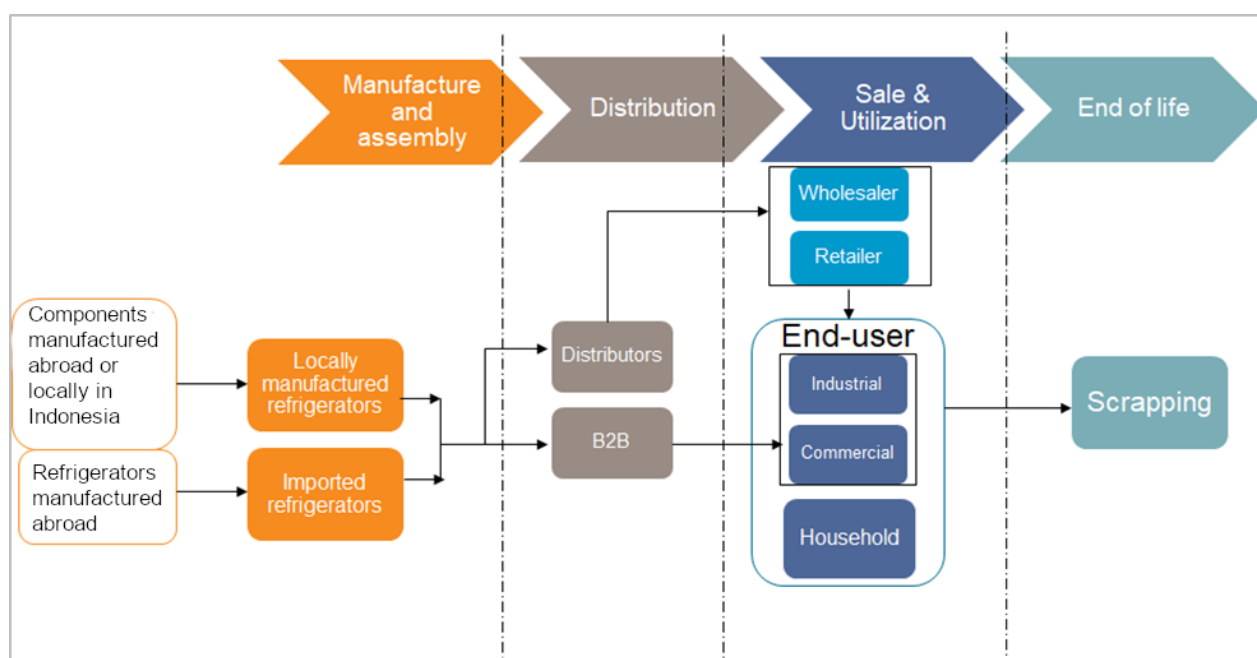 Manufacture
and
assembly
Distribution
Sale &
Utilization
End of life
Wholesaler
Retailer
Components
manufactured
abroad or
locally in
Indonesia
Locally
manufactured
refrigerators
Distributors
End-user
Industrial
Scrapping
B2B
Commercial
Refrigerators
manufactured
abroad
Imported
refrigerators
Household